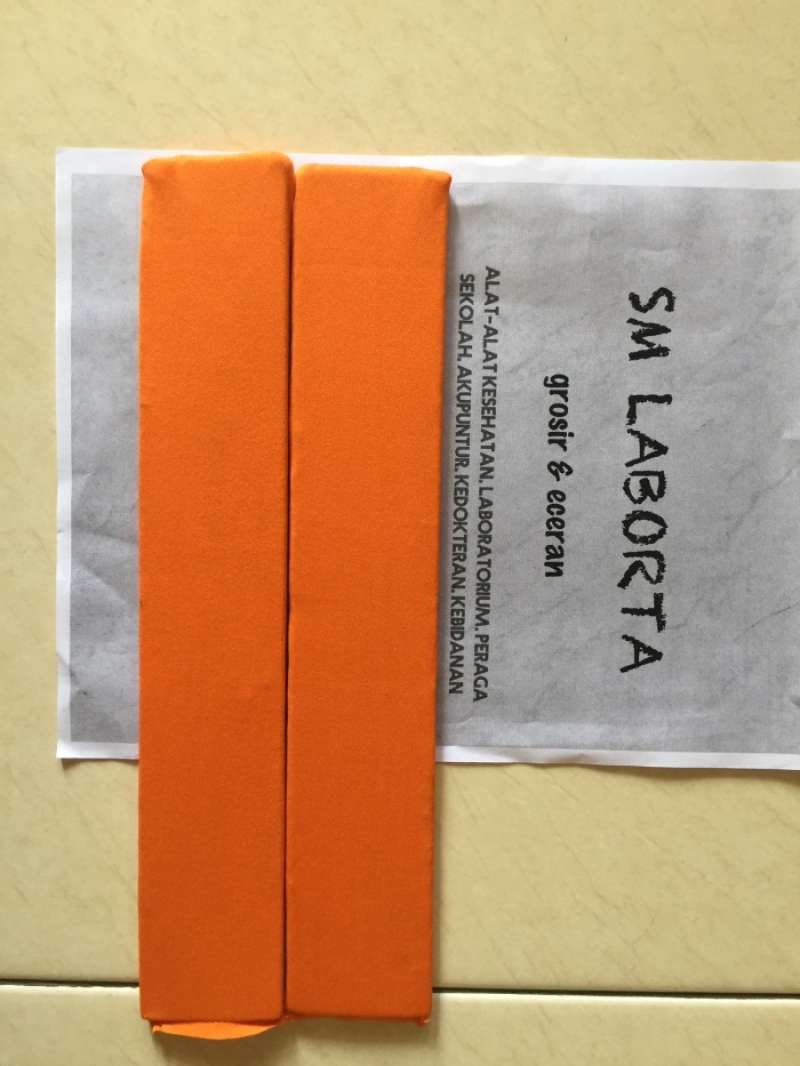 SM LABORTA
grosir & eceran
ALAT-ALAT KESEHATAN, LABORATORIUM, PERAGA
SEKOLAH, AKUPUNTUR, KEDOKTERAN, KEBIDANAN